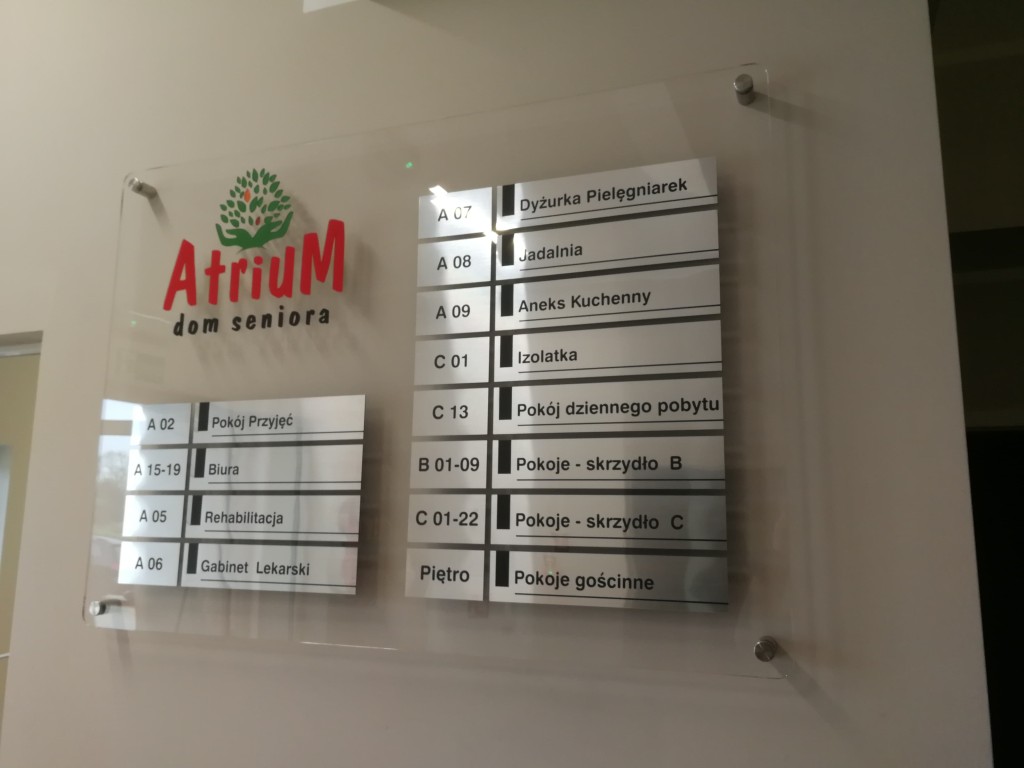 AtriuM
dom seniora
A 02 Pokój Przyjęć
A 15-19 Biura
A 05 Rehabilitacja
A 06 Gabinet Lekarski
A 07 Dyżurka Pielęgniarek
A 08 Jadalnia
A 09 Aneks Kuchenny
C 01 Izolatka
C 13 Pokój dziennego pobytu
B 01-09 Pokoje - skrzydło B
C 01-22 Pokoje - skrzydło C
Piętro Pokoje gościnne